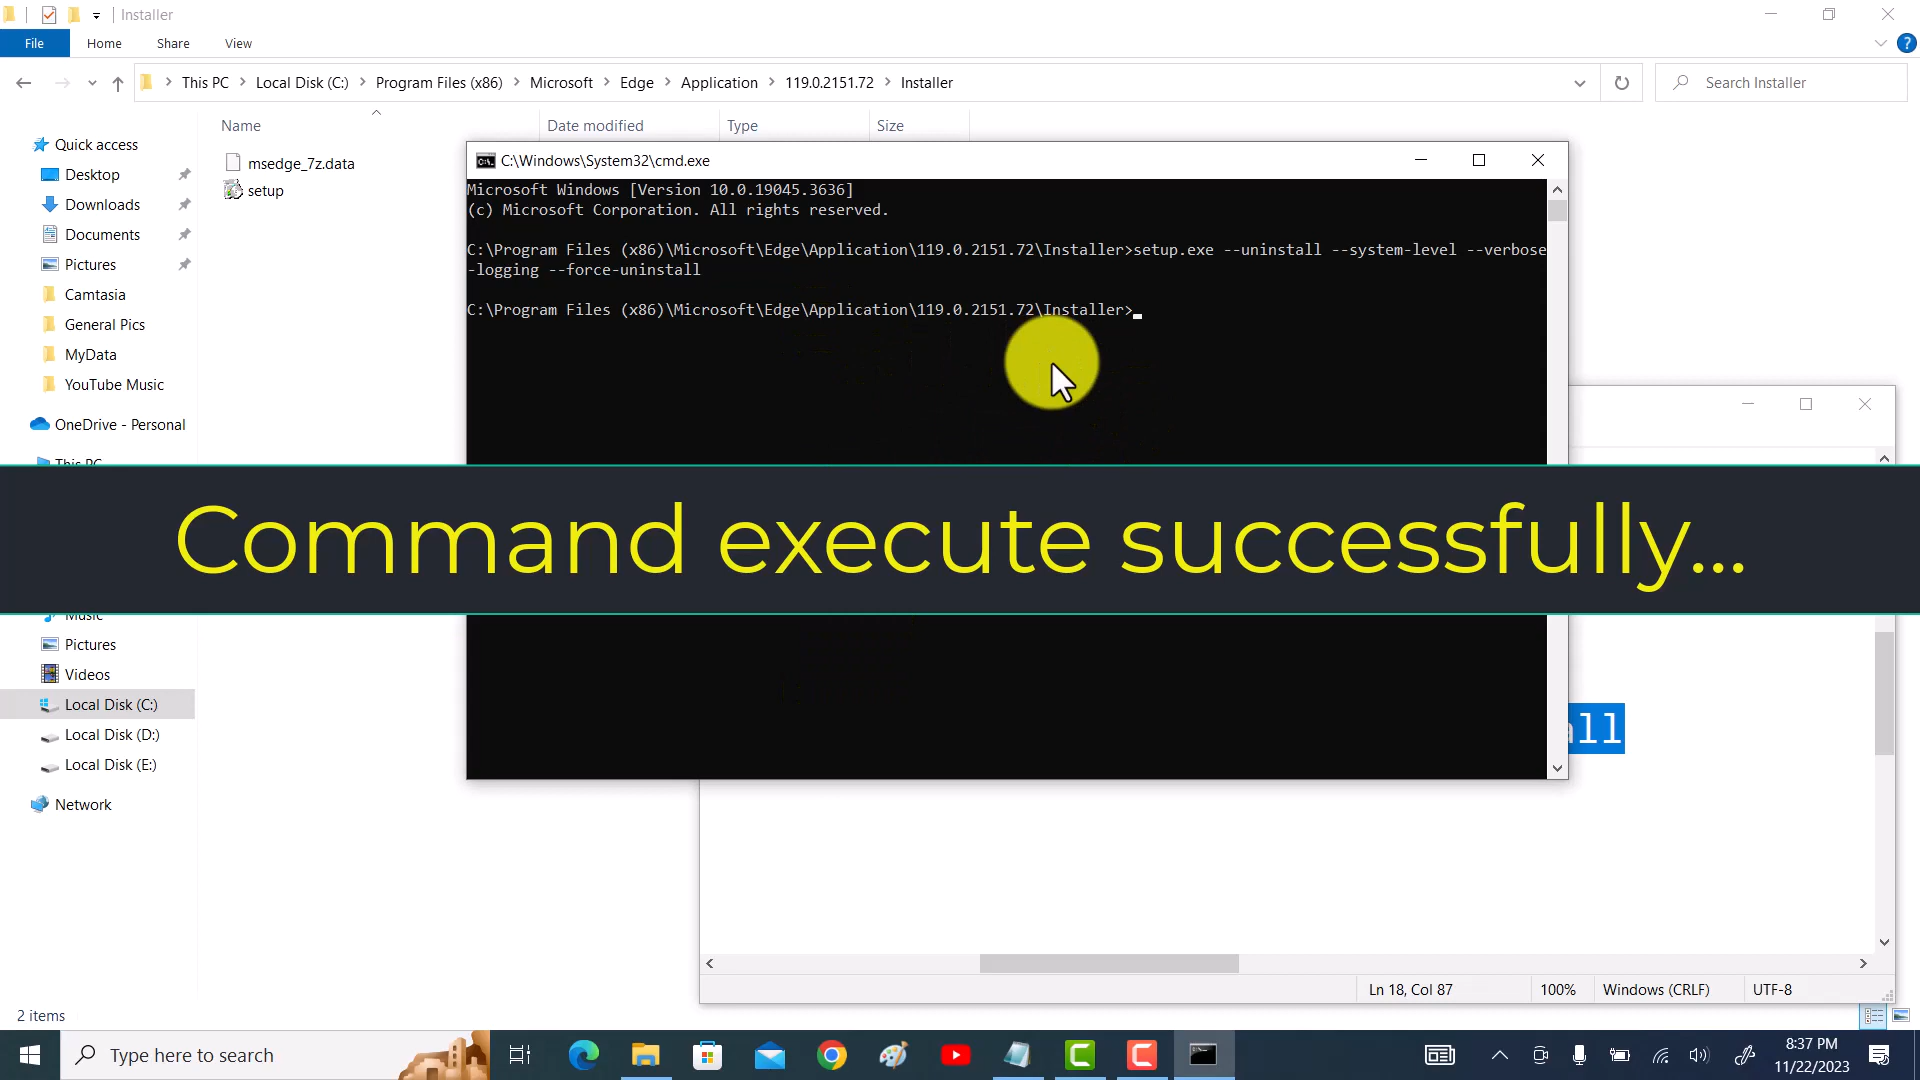 Installer
File
Home
Share
View
This PC
Local Disk (C:)
Program Files (x86)
Microsoft
Edge
Application
119.0.2151.72
Installer
Search Installer
Name
Date modified
Type
Size
Quick access
Desktop
Downloads
Documents
Pictures
Camtasia
General Pics
MyData
YouTube Music
OneDrive - Personal
This PC
Music
Pictures
Videos
Local Disk (C:)
Local Disk (D:)
Local Disk (E:)
Network
msedge_7z.data
setup
C:\Windows\System32\cmd.exe
Microsoft Windows [Version 10.0.19045.3636]
(c) Microsoft Corporation. All rights reserved.
C:\Program Files (x86)\Microsoft\Edge\Application\119.0.2151.72\Installer>setup.exe --uninstall --system-level --verbose
-logging --force-uninstall
C:\Program Files (x86)\Microsoft\Edge\Application\119.0.2151.72\Installer>
Command execute successfully...
all
Ln 18, Col 87
100%
Windows (CRLF)
UTF-8
2 items
Type here to search
8:37 PM
11/22/2023